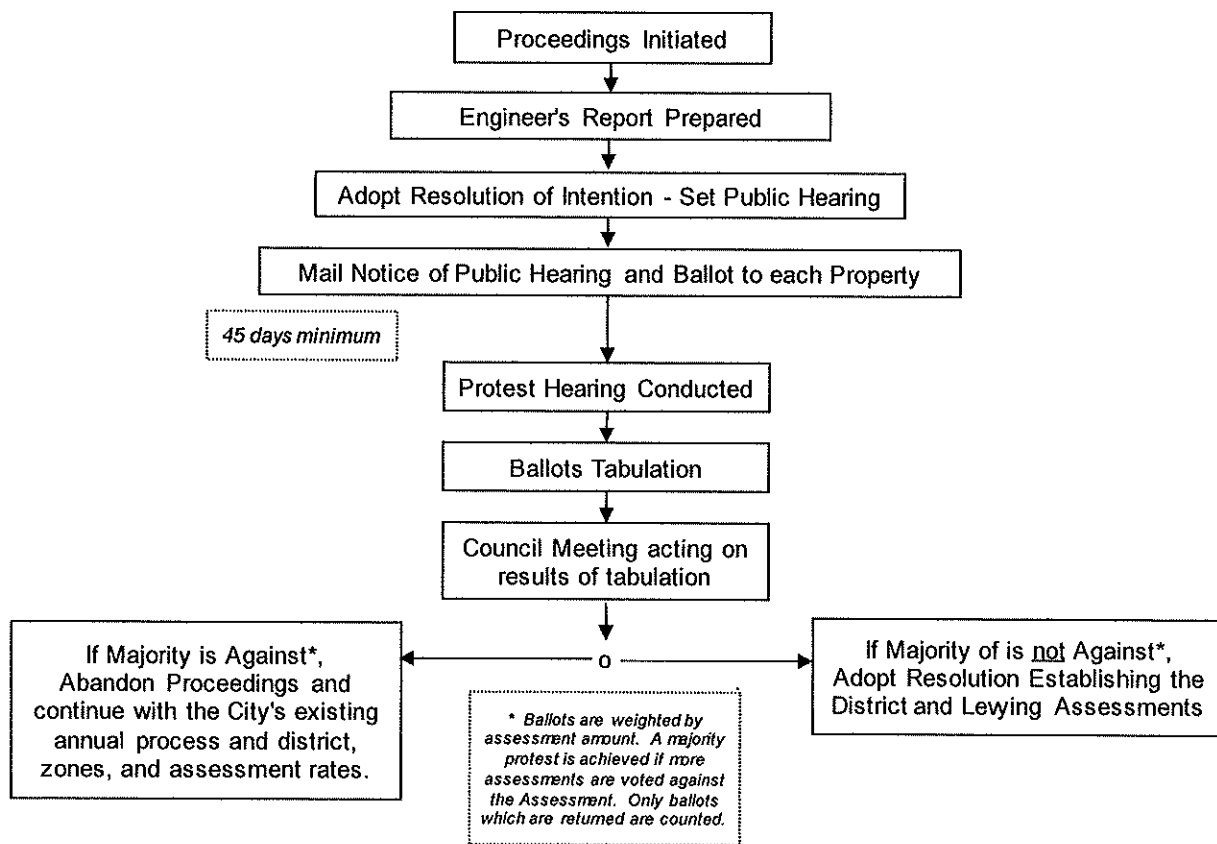 Proceedings Initiated
Engineer's Report Prepared
Adopt Resolution of Intention - Set Public Hearing
Mail Notice of Public Hearing and Ballot to each Property
45 days minimum
Protest Hearing Conducted
Ballots Tabulation
Council Meeting acting on
results of tabulation
If Majority is Against*,
Abandon Proceedings and
continue with the City's existing
annual process and district,
zones, and assessment rates.
o
If Majority of is not Against*,
Adopt Resolution Establishing the
District and Levying Assessments
* Ballots are weighted by
assessment amount. A majority
protest is achieved if more
assessments are voted against
the Assessment. Only ballots
which are returned are counted.